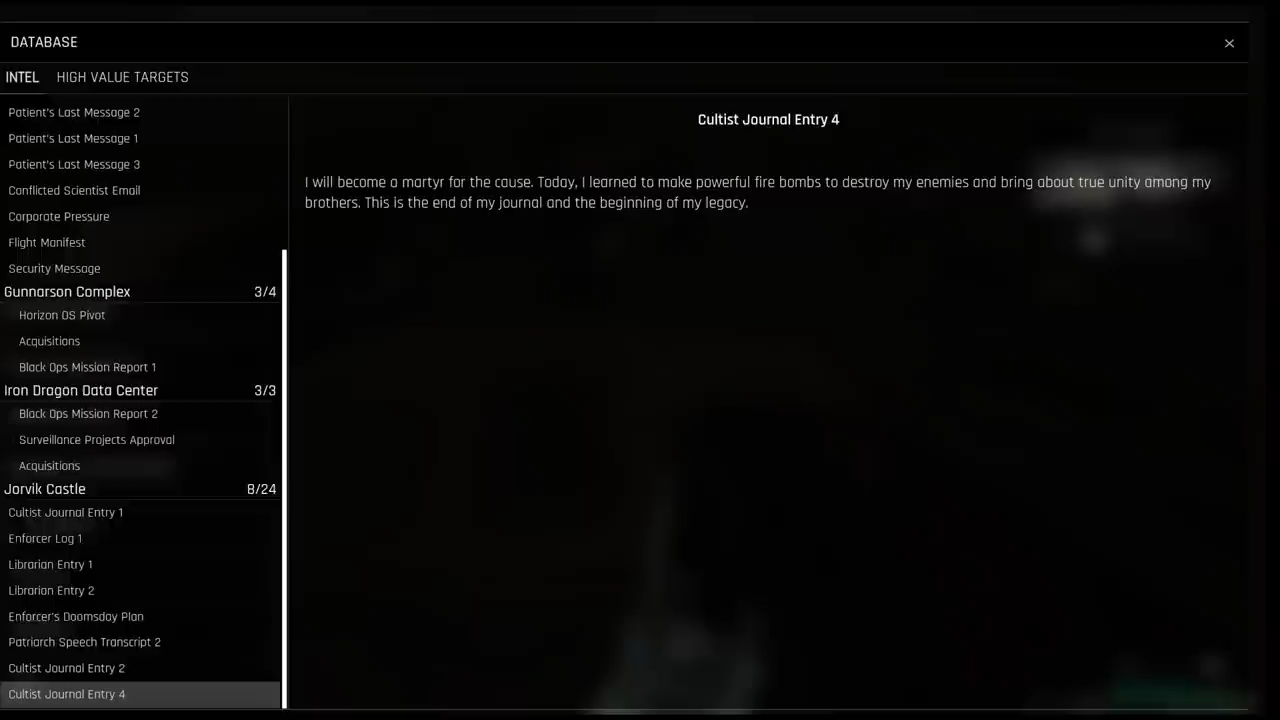 DATABASE
×
INTEL HIGH VALUE TARGETS
Patient's Last Message 2
Patient's Last Message 1
Patient's Last Message 3
Conflicted Scientist Email
Corporate Pressure
Flight Manifest
Security Message
Gunnarson Complex 3/4
Horizon OS Pivot
Acquisitions
Black Ops Mission Report 1
Iron Dragon Data Center 3/3
Black Ops Mission Report 2
Surveillance Projects Approval
Acquisitions
Jorvik Castle 8/24
Cultist Journal Entry 1
Enforcer Log 1
Librarian Entry 1
Librarian Entry 2
Enforcer's Doomsday Plan
Patriarch Speech Transcript 2
Cultist Journal Entry 2
Cultist Journal Entry 4
Cultist Journal Entry 4
I will become a martyr for the cause. Today, I learned to make powerful fire bombs to destroy my enemies and bring about true unity among my
brothers. This is the end of my journal and the beginning of my legacy.